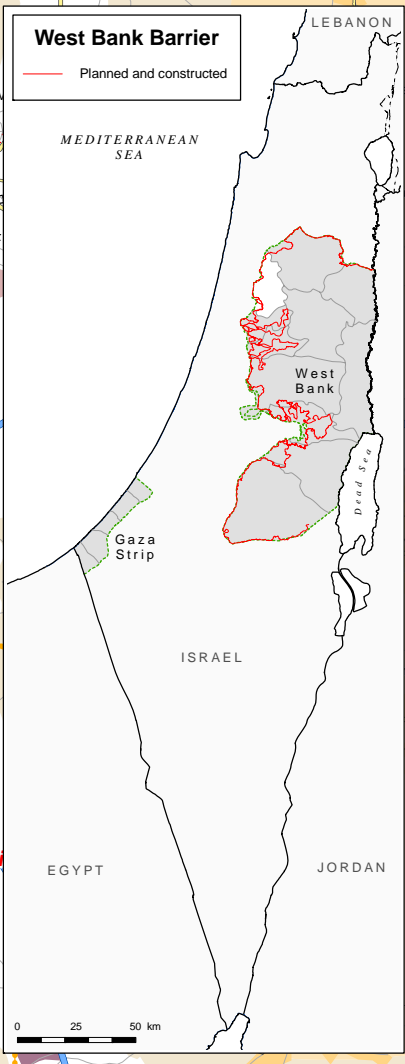 LEBANON
West Bank Barrier
Planned and constructed
MEDITERRANEAN
SEA
West
Bank
Dead Sea
Gaza
Strip
ISRAEL
EGYPT
JORDAN
0 25 50 km